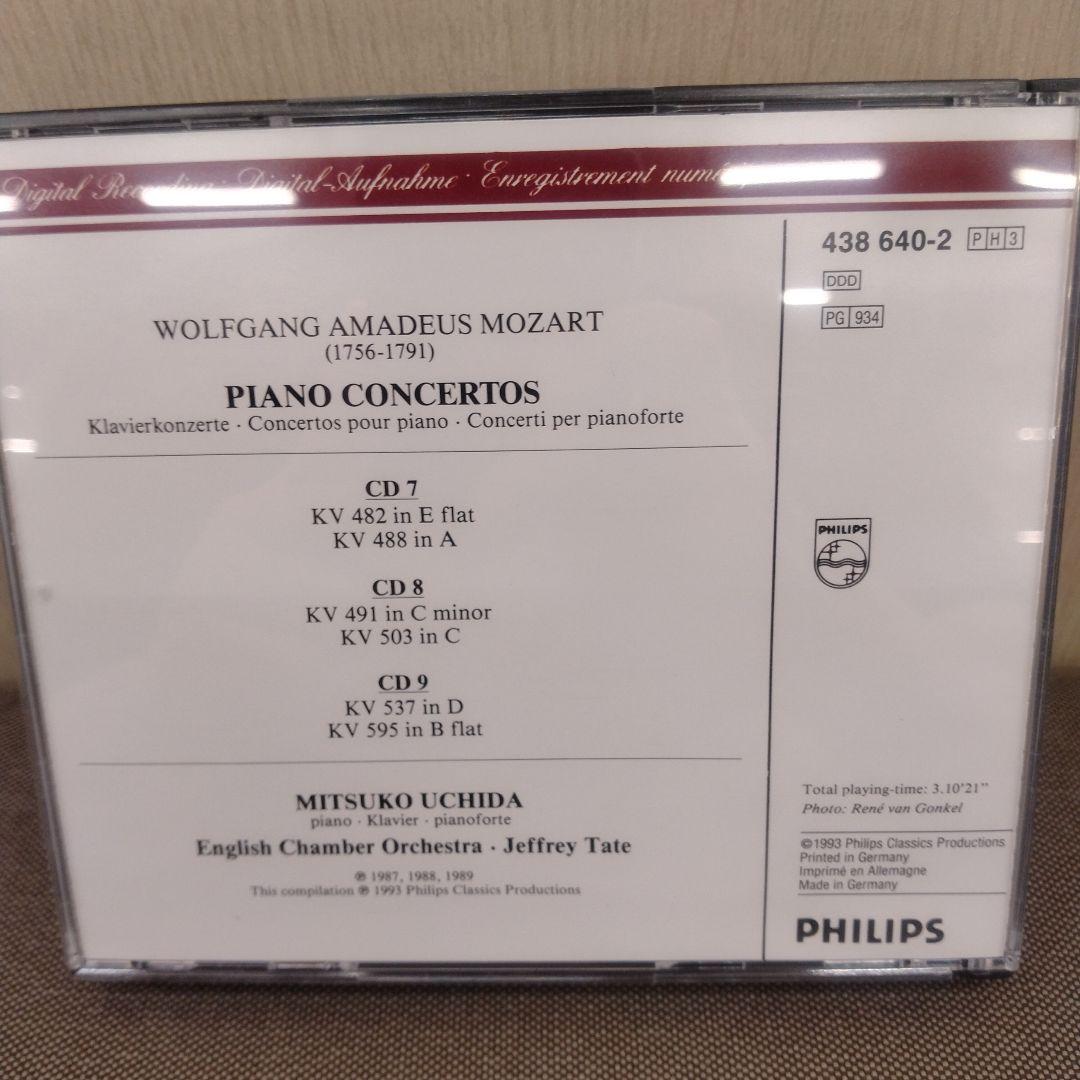 Digital Recording · Digital-Aufnahme · Enregistrement
WOLFGANG AMADEUS MOZART
(1756-1791)
PIANO CONCERTOS
Klavierkonzerte · Concertos pour piano · Concerti per pianoforte
CD 7
KV 482 in E flat
KV 488 in A
CD 8
KV 491 in C minor
KV 503 in C
CD 9
KV 537 in D
KV 595 in B flat
MITSUKO UCHIDA
piano · Klavier · pianoforte
English Chamber Orchestra · Jeffrey Tate
℗ 1987, 1988, 1989
This compilation ℗ 1993 Philips Classics Productions
438 640-2 PH3
DDD
PG 934
PHILIPS
Total playing-time: 3.10'21"
Photo: René van Gonkel
©1993 Philips Classics Productions
Printed in Germany
Imprimé en Allemagne
Made in Germany
PHILIPS